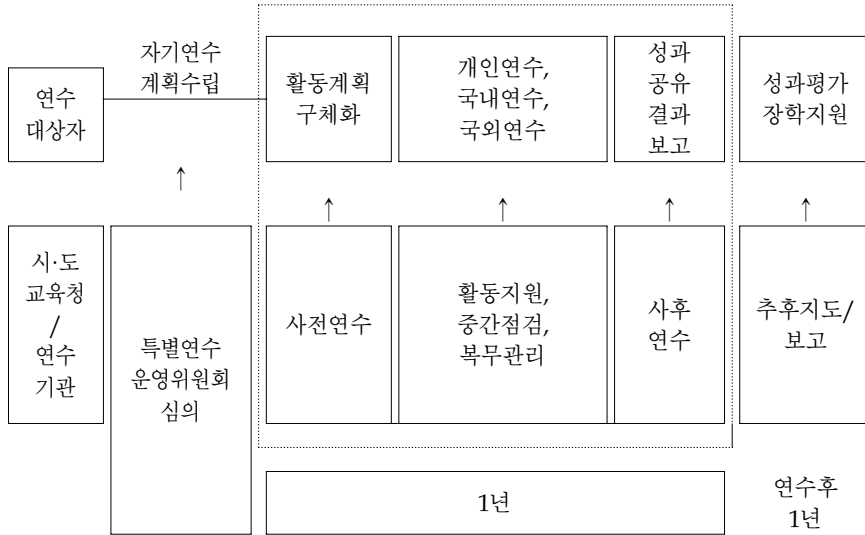 연수
대상자
자기연수
계획수립
활동계획
구체화
개인연수,
국내연수,
국외연수
성과
공유
결과
보고
성과평가
장학지원
↑
↑
↑
↑
↑
시·도
교육청
/
연수
기관
특별연수
운영위원회
심의
사전연수
활동지원,
중간점검,
복무관리
사후
연수
추후지도/
보고
1년
연수후
1년